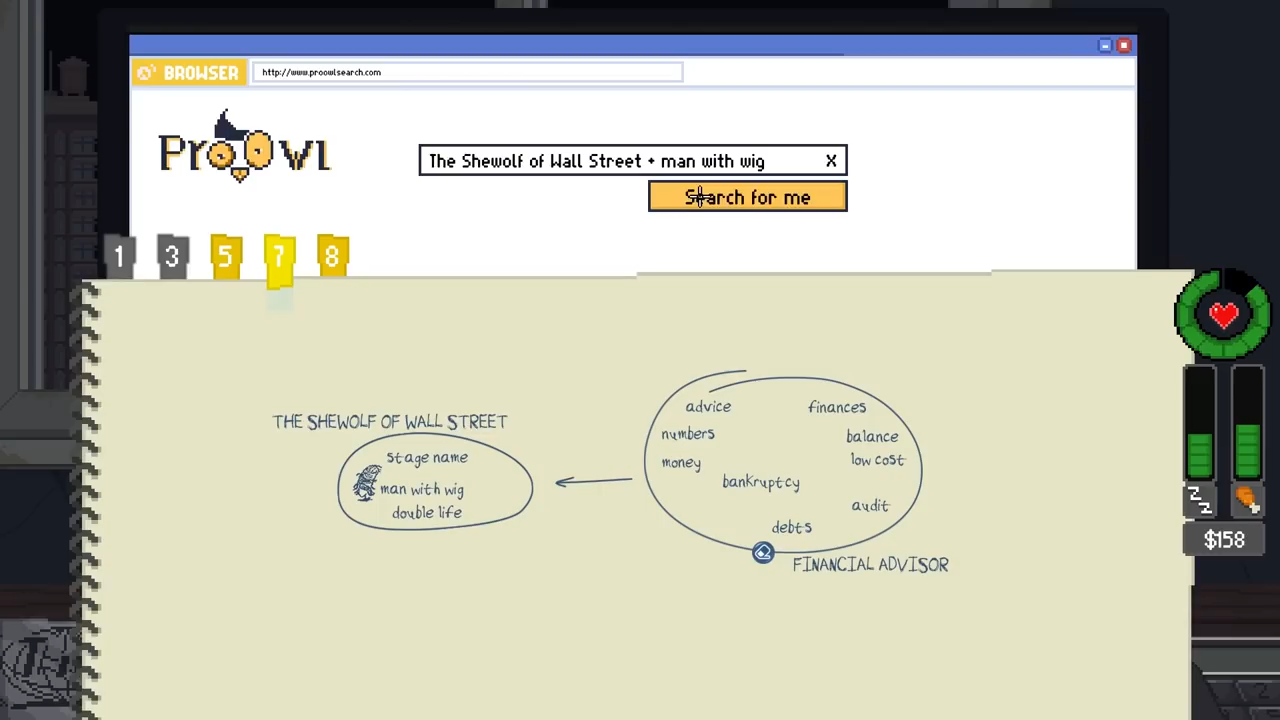 BROWSER
http://www.proowlsearch.com
PrOOwl
The Shewolf of Wall Street + man with wig X
Search for me
1 3 5 7 8
THE SHEWOLF OF WALL STREET
stage name
man with wig
double life
advice
finances
numbers
balance
money
low cost
bankruptcy
audit
debts
FINANCIAL ADVISOR
$158